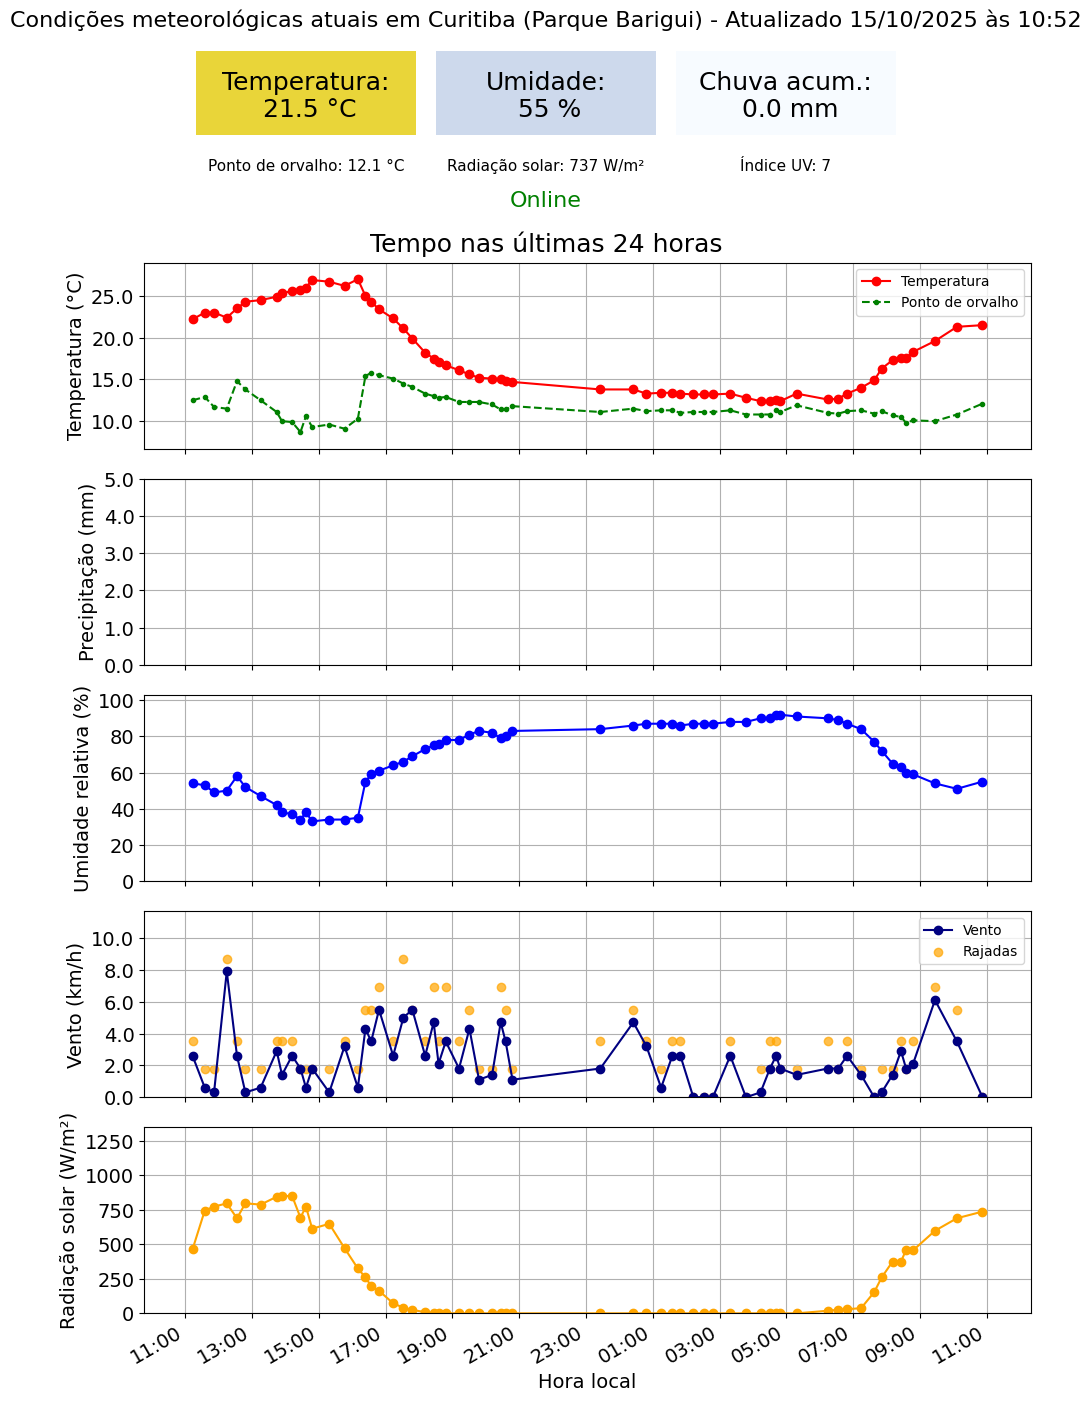 Condições meteorológicas atuais em Curitiba (Parque Barigui) - Atualizado 15/10/2025 às 10:52
Temperatura:
21.5 °C
Umidade:
55 %
Chuva acum.:
0.0 mm
Ponto de orvalho: 12.1 °C
Radiação solar: 737 W/m²
Índice UV: 7
Online
Tempo nas últimas 24 horas
Temperatura (°C)
25.0
20.0
15.0
10.0
Temperatura
Ponto de orvalho
Precipitação (mm)
5.0
4.0
3.0
2.0
1.0
0.0
Umidade relativa (%)
100
80
60
40
20
0
Vento (km/h)
10.0
8.0
6.0
4.0
2.0
0.0
Vento
Rajadas
Radiação solar (W/m²)
1250
1000
750
500
250
0
11:00
13:00
15:00
17:00
19:00
21:00
23:00
01:00
03:00
05:00
07:00
09:00
11:00
Hora local